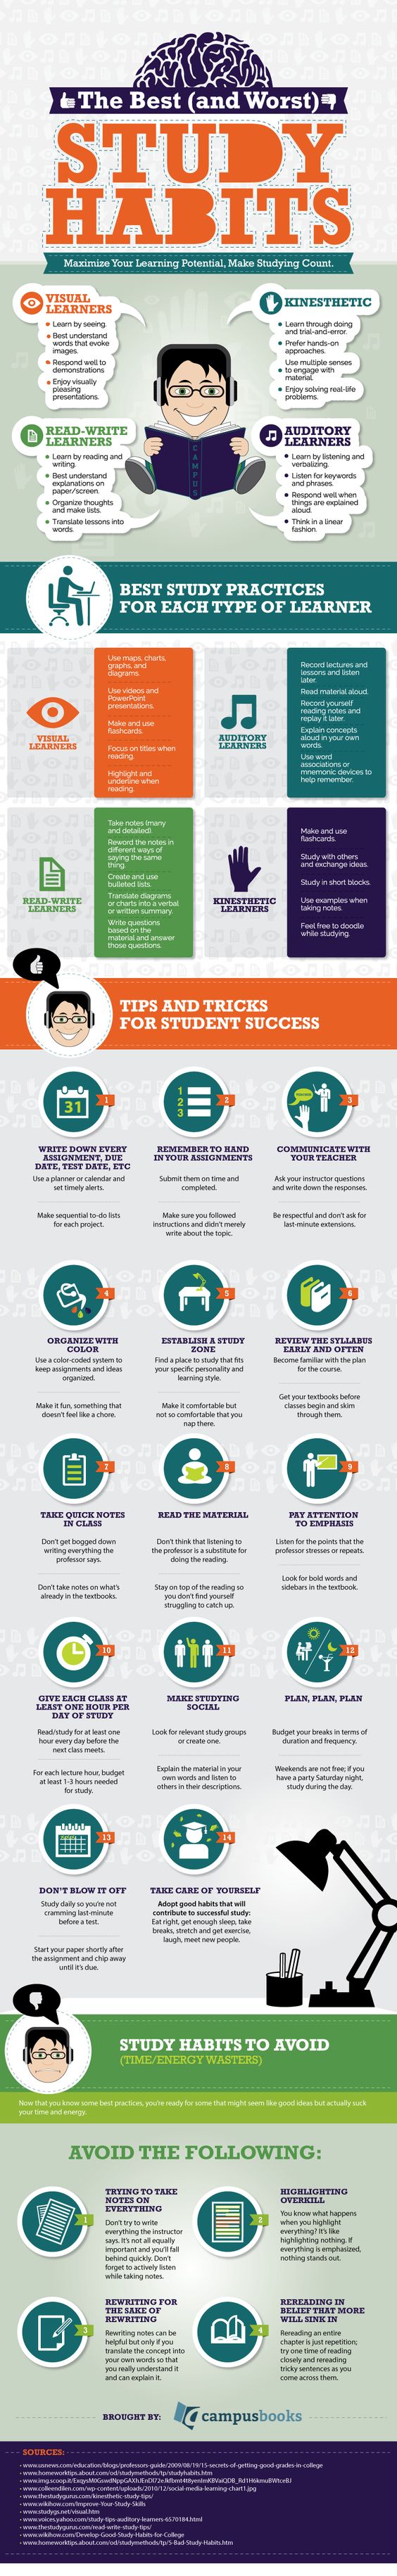 The Best (and Worst)
STUDY
HABITS
Maximize Your Learning Potential, Make Studying Count.
VISUAL
LEARNERS
Learn by seeing.
Best understand
words that evoke
images.
Respond well to
demonstrations
Enjoy visually
pleasing
presentations.
KINESTHETIC
Learn through doing
and trial-and-error.
Prefer hands-on
approaches.
Use multiple senses
to engage with
material.
Enjoy solving real-life
problems.
READ-WRITE
LEARNERS
Learn by reading and
writing.
Best understand
explanations on
paper/screen.
Organize thoughts
and make lists.
Translate lessons into
words.
AUDITORY
LEARNERS
Learn by listening and
verbalizing.
Listen for keywords
and phrases.
Respond well when
things are explained
aloud.
Think in a linear
fashion.
CAMPUS
BEST STUDY PRACTICES
FOR EACH TYPE OF LEARNER
VISUAL
LEARNERS
Use maps, charts,
graphs, and
diagrams.
Use videos and
PowerPoint
presentations.
Make and use
flashcards.
Focus on titles when
reading.
Highlight and
underline when
reading.
AUDITORY
LEARNERS
Record lectures and
lessons and listen
later.
Read material aloud.
Record yourself
reading notes and
replay it later.
Explain concepts
aloud in your own
words.
Use word
associations or
mnemonic devices to
help remember.
READ-WRITE
LEARNERS
Take notes (many
and detailed).
Reword the notes in
different ways of
saying the same
thing.
Create and use
bulleted lists.
Translate diagrams
or charts into a verbal
or written summary.
Write questions
based on the
material and answer
those questions.
KINESTHETIC
LEARNERS
Make and use
flashcards.
Study with others
and exchange ideas.
Study in short blocks.
Use examples when
taking notes.
Feel free to doodle
while studying.
TIPS AND TRICKS
FOR STUDENT SUCCESS
31
1
WRITE DOWN EVERY
ASSIGNMENT, DUE
DATE, TEST DATE, ETC
Use a planner or calendar and
set timely alerts.
Make sequential to-do lists
for each project.
1
2
3
2
REMEMBER TO HAND
IN YOUR ASSIGNMENTS
Submit them on time and
completed.
Make sure you followed
instructions and didn't merely
write about the topic.
3
COMMUNICATE WITH
YOUR TEACHER
Ask your instructor questions
and write down the responses.
Be respectful and don't ask for
last-minute extensions.
4
ORGANIZE WITH
COLOR
Use a color-coded system to
keep assignments and ideas
organized.
Make it fun, something that
doesn't feel like a chore.
5
ESTABLISH A STUDY
ZONE
Find a place to study that fits
your specific personality and
learning style.
Make it comfortable but
not so comfortable that you
nap there.
6
REVIEW THE SYLLABUS
EARLY AND OFTEN
Become familiar with the plan
for the course.
Get your textbooks before
classes begin and skim
through them.
7
TAKE QUICK NOTES
IN CLASS
Don't get bogged down
writing everything the
professor says.
Don't take notes on what's
already in the textbooks.
8
READ THE MATERIAL
Don't think that listening to
the professor is a substitute for
doing the reading.
Stay on top of the reading so
you don't find yourself
struggling to catch up.
9
PAY ATTENTION
TO EMPHASIS
Listen for the points that the
professor stresses or repeats.
Look for bold words and
sidebars in the textbook.
10
GIVE EACH CLASS AT
LEAST ONE HOUR PER
DAY OF STUDY
Read/study for at least one
hour every day before the
next class meets.
For each lecture hour, budget
at least 1-3 hours needed
for study.
11
MAKE STUDYING
SOCIAL
Look for relevant study groups
or create one.
Explain the material in your
own words and listen to
others in their descriptions.
12
PLAN, PLAN, PLAN
Budget your breaks in terms of
duration and frequency.
Weekends are not free; if you
have a party Saturday night,
study during the day.
13
DON'T BLOW IT OFF
Study daily so you're not
cramming last-minute
before a test.
Start your paper shortly after
the assignment and chip away
until it's due.
14
TAKE CARE OF YOURSELF
Adopt good habits that will
contribute to successful study:
Eat right, get enough sleep, take
breaks, stretch and get exercise,
laugh, meet new people.
STUDY HABITS TO AVOID
(TIME/ENERGY WASTERS)
Now that you know some best practices, you're ready for some that might seem like good ideas but actually suck
your time and energy.
AVOID THE FOLLOWING:
1
TRYING TO TAKE
NOTES ON
EVERYTHING
Don't try to write
everything the instructor
says. It's not all equally
important and you'll fall
behind quickly. Don't
forget to actively listen
while taking notes.
2
HIGHLIGHTING
OVERKILL
You know what happens
when you highlight
everything? It's like
highlighting nothing. If
everything is emphasized,
nothing stands out.
3
REWRITING FOR
THE SAKE OF
REWRITING
Rewriting notes can be
helpful but only if you
translate the concept into
your own words so that
you really understand it
and can explain it.
4
REREADING IN
BELIEF THAT MORE
WILL SINK IN
Rereading an entire
chapter is just repetition;
try one time of reading
closely and rereading
tricky sentences as you
come across them.
BROUGHT BY:
campusbooks
SOURCES:
www.usnews.com/education/blogs/professors-guide/2009/08/19/15-secrets-of-getting-good-grades-in-college
www.homeworktips.about.com/od/studymethods/tp/studyhabits.htm
www.colleendilen.com/wp-content/uploads/2010/12/social-media-learning-chart1.jpg
www.thestudygurus.com/kinesthetic-study-tips/
www.wikihow.com/Improve-Your-Study-Skills
www.studygs.net/visual.htm
www.voices.yahoo.com/study-tips-auditory-learners-6570184.html
www.thestudygurus.com/read-write-study-tips/
www.wikihow.com/Develop-Good-Study-Habits-for-College
www.homeworktips.about.com/od/studymethods/tp/5-Bad-Study-Habits.htm